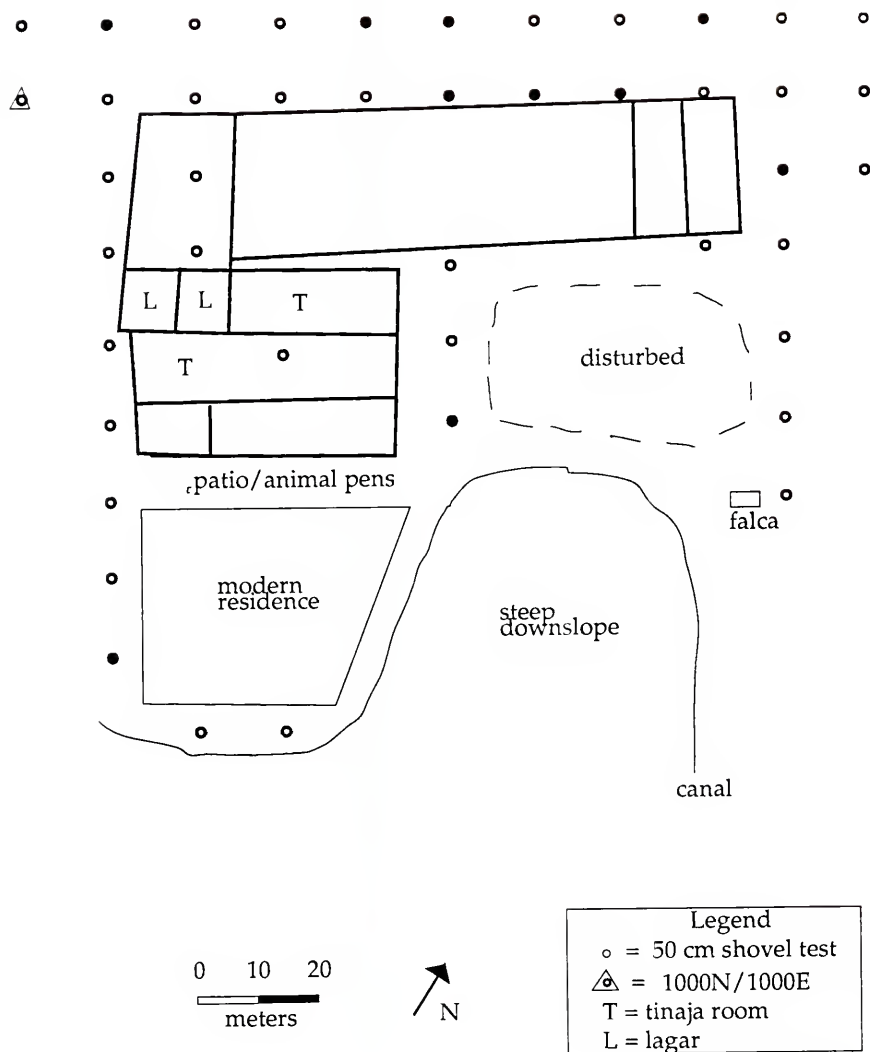 L
L
T
T
disturbed
patio/animal pens
falca
modern
residence
steep
downslope
canal
0 10 20
meters
N
Legend
= 50 cm shovel test
= 1000N/1000E
T = tinaja room
L = lagar